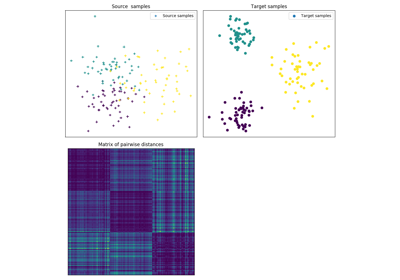 Source samples
Target samples
Source samples
Target samples
Matrix of pairwise distances